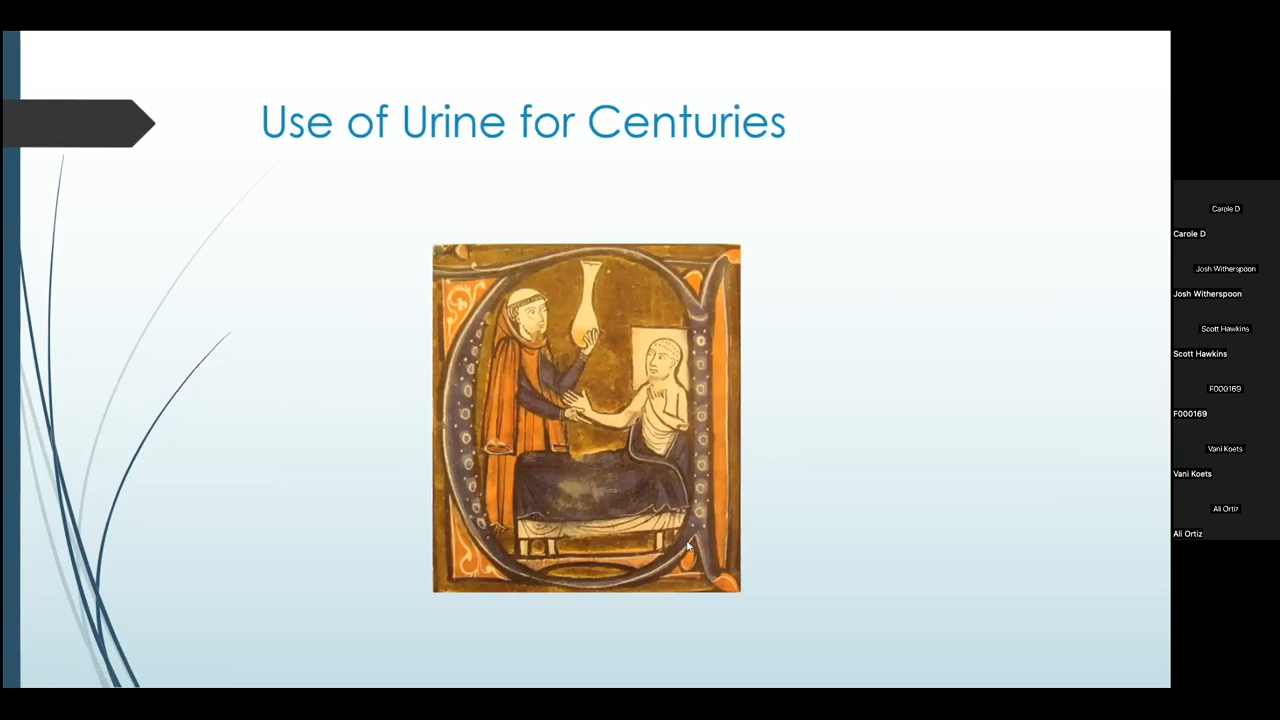 Use of Urine for Centuries
Carole D
Carole D
Josh Witherspoon
Josh Witherspoon
Scott Hawkins
Scott Hawkins
F000169
F000169
Vani Koets
Vani Koets
Ali Ortiz
Ali Ortiz